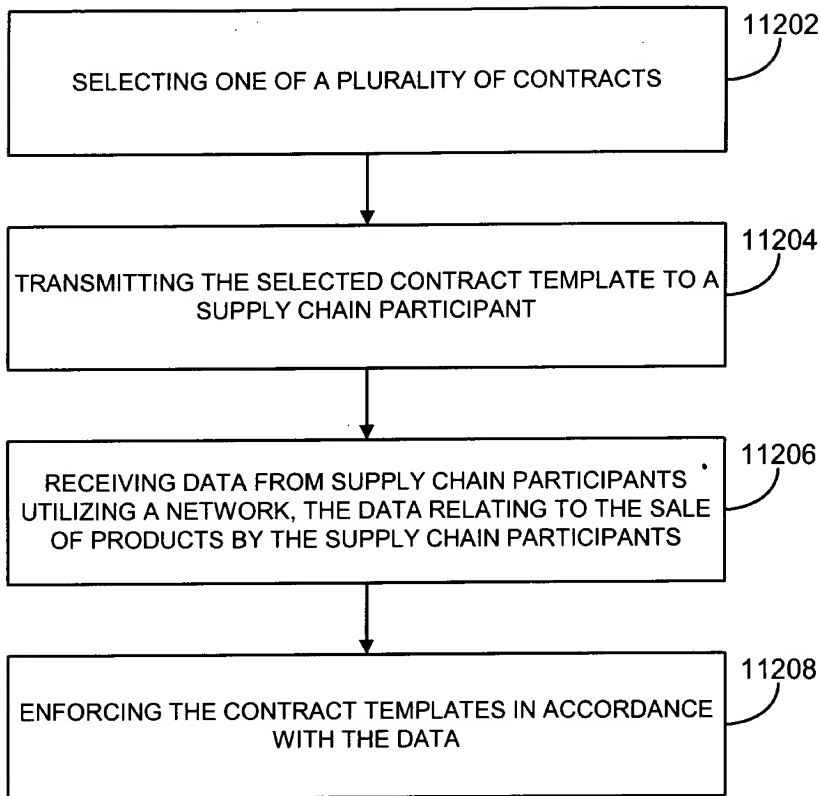 11202
SELECTING ONE OF A PLURALITY OF CONTRACTS
11204
TRANSMITTING THE SELECTED CONTRACT TEMPLATE TO A
SUPPLY CHAIN PARTICIPANT
11206
RECEIVING DATA FROM SUPPLY CHAIN PARTICIPANTS
UTILIZING A NETWORK, THE DATA RELATING TO THE SALE
OF PRODUCTS BY THE SUPPLY CHAIN PARTICIPANTS
11208
ENFORCING THE CONTRACT TEMPLATES IN ACCORDANCE
WITH THE DATA